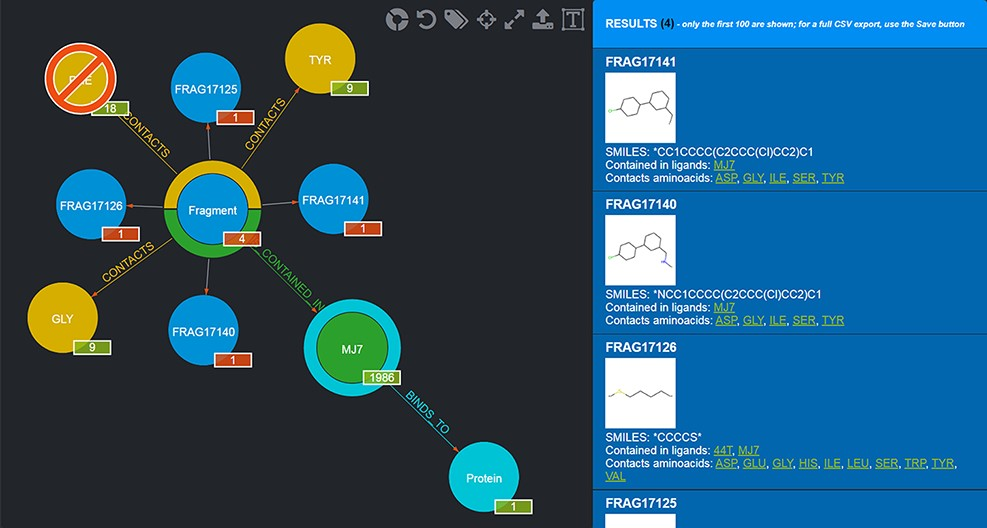 TYR
9
18
FRAG17125
1
CONTACTS
CONTACTS
FRAG17126
1
Fragment
4
FRAG17141
1
CONTACTS
CONTAINED_IN
GLY
9
FRAG17140
1
MJ7
1986
BINDS_TO
Protein
1
T
RESULTS (4) - only the first 100 are shown; for a full CSV export, use the Save button
FRAG17141
SMILES: *CC1CCCC(C2CCC(Cl)CC2)C1
Contained in ligands: MJ7
Contacts aminoacids: ASP, GLY, ILE, SER, TYR
FRAG17140
SMILES: *NCC1CCCC(C2CCC(Cl)CC2)C1
Contained in ligands: MJ7
Contacts aminoacids: ASP, GLY, ILE, SER, TYR
FRAG17126
SMILES: *CCCCS*
Contained in ligands: 44T, MJ7
Contacts aminoacids: ASP, GLU, GLY, HIS, ILE, LEU, SER, TRP, TYR,
VAL
FRAG17125